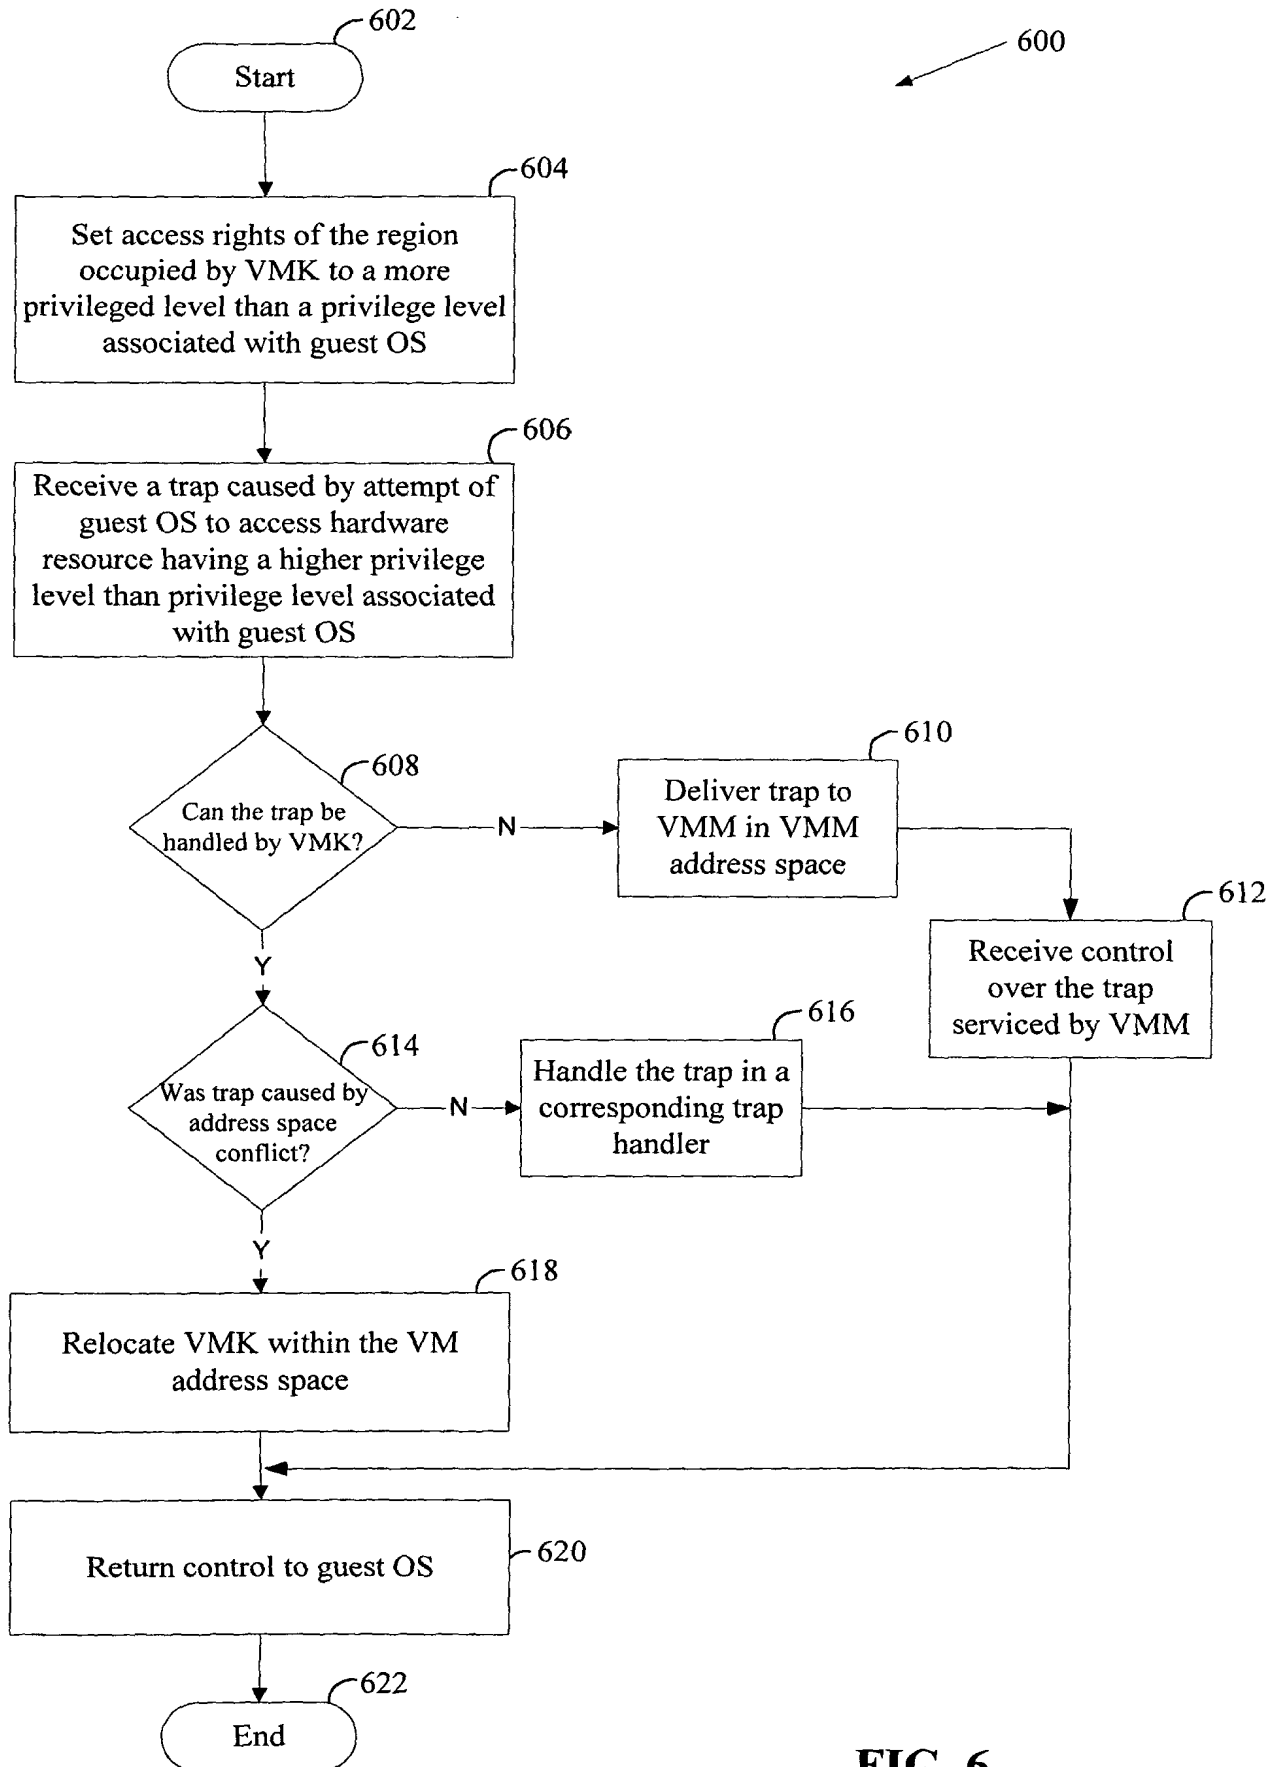 602
600
Start
604
Set access rights of the region
occupied by VMK to a more
privileged level than a privilege level
associated with guest OS
606
Receive a trap caused by attempt of
guest OS to access hardware
resource having a higher privilege
level than privilege level associated
with guest OS
608
Can the trap be
handled by VMK?
N
610
Deliver trap to
VMM in VMM
address space
612
Receive control
over the trap
serviced by VMM
Y
614
Was trap caused by
address space
conflict?
N
616
Handle the trap in a
corresponding trap
handler
Y
618
Relocate VMK within the VM
address space
620
Return control to guest OS
622
End
FIG. 6